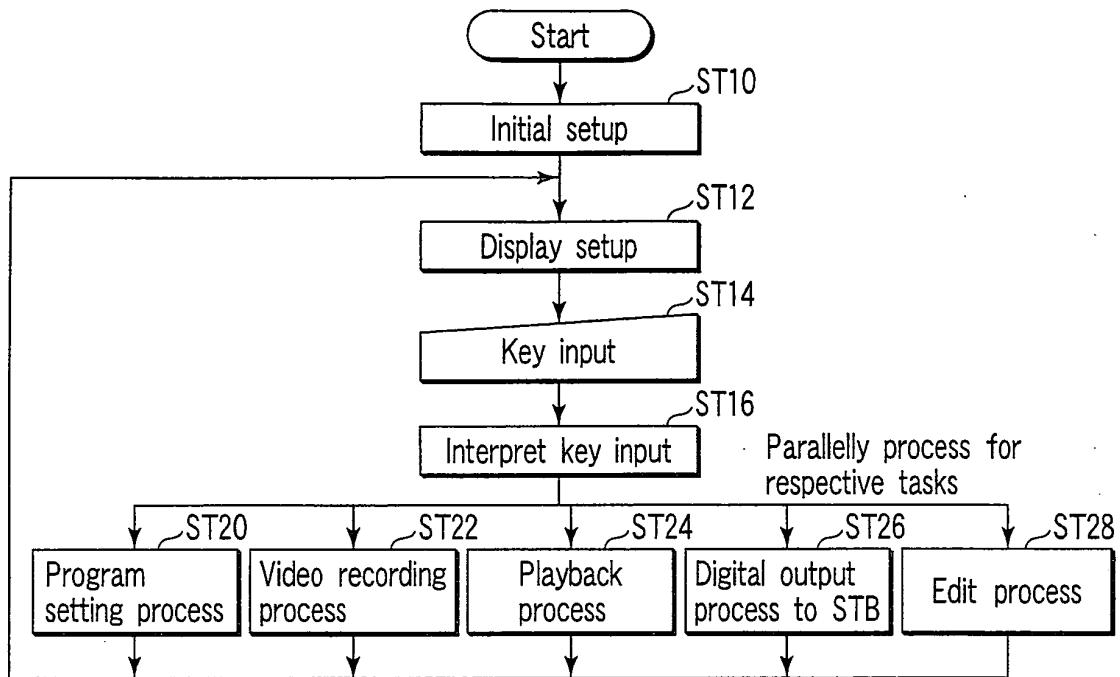 Start
ST10
Initial setup
ST12
Display setup
ST14
Key input
ST16
Interpret key input
Parallelly process for
respective tasks
ST20
Program
setting process
ST22
Video recording
process
ST24
Playback
process
ST26
Digital output
process to STB
ST28
Edit process